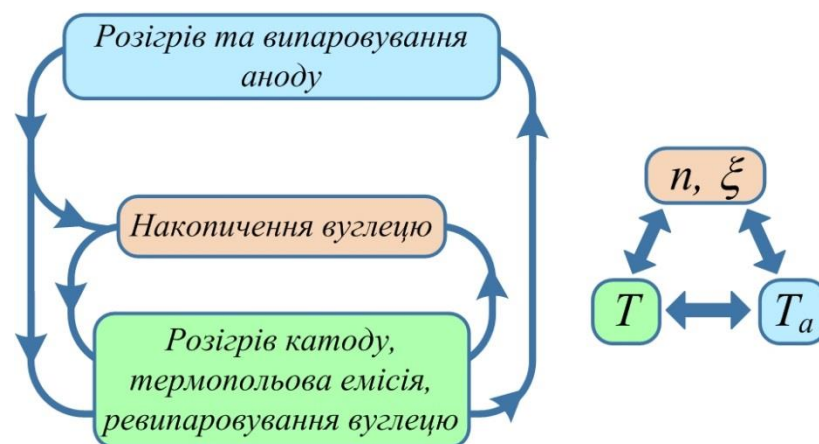 Розігрів та випаровування
аноду
Накопичення вуглецю
Розігрів катоду,
термопольова емісія,
ревипаровування вуглецю
n, ξ
T
Tₐ